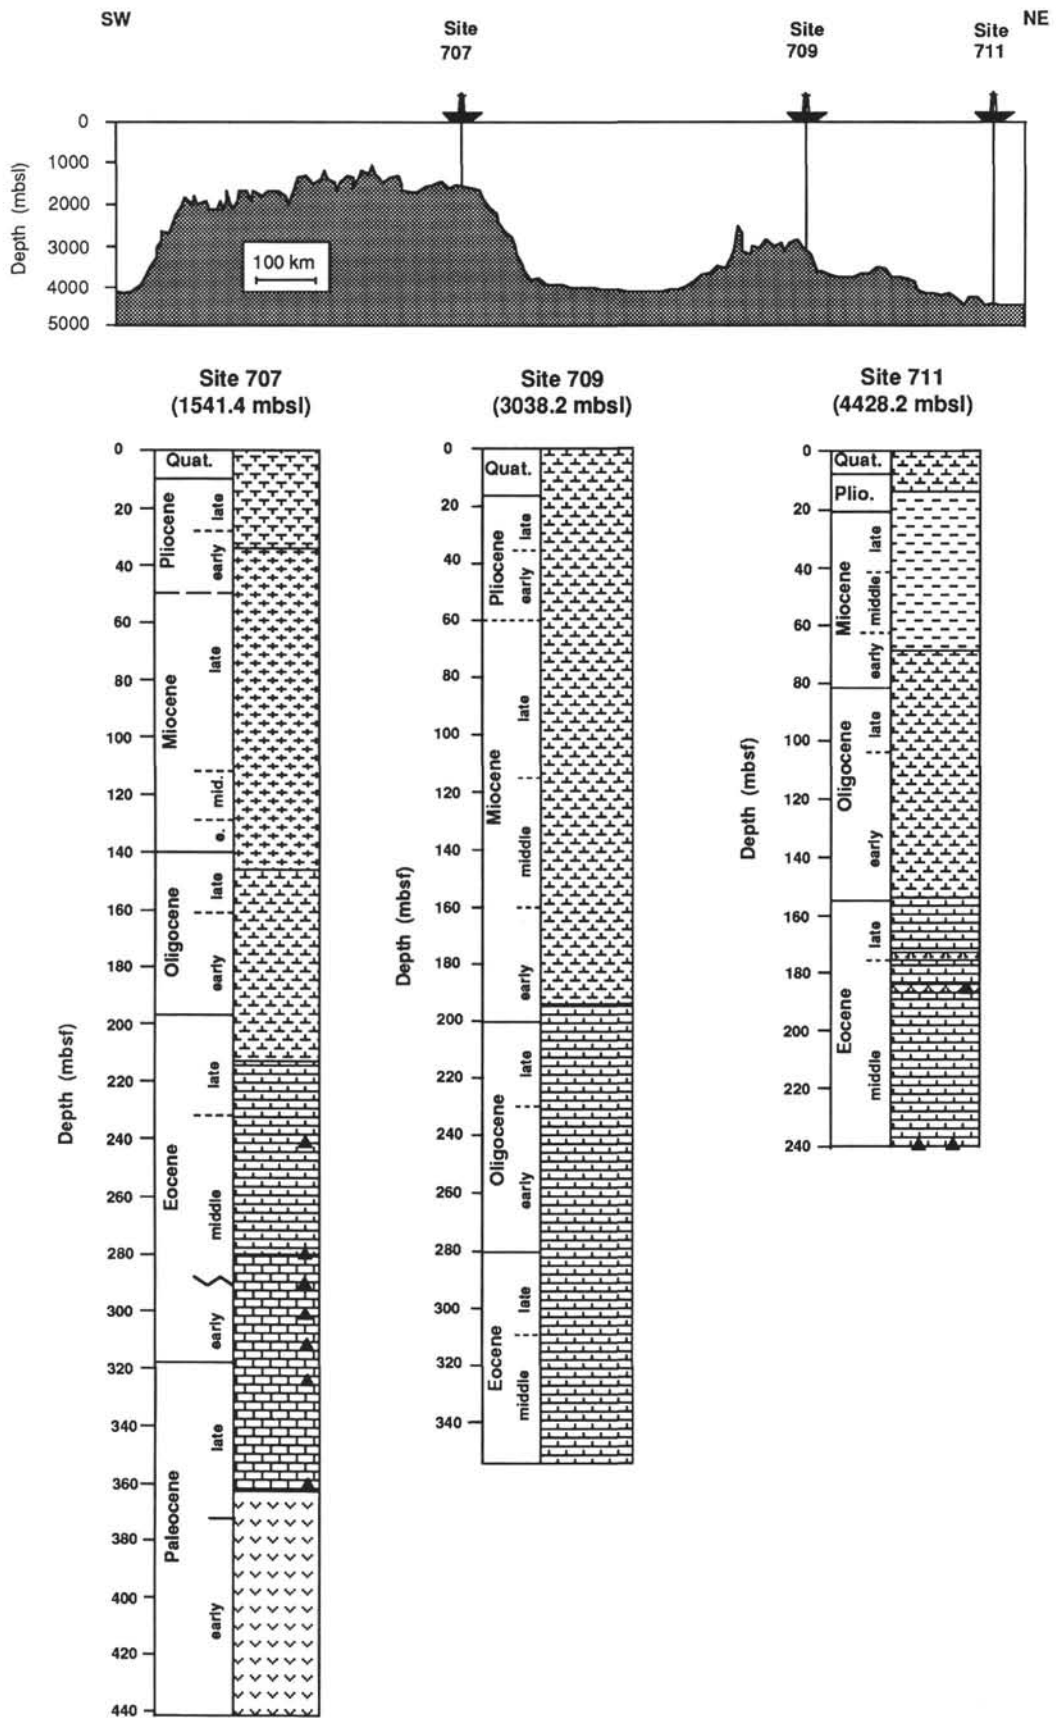 SW
NE
Site
707
Site
709
Site
711
Depth (mbsl)
0
1000
2000
3000
4000
5000
100 km
Site 707
(1541.4 mbsl)
Site 709
(3038.2 mbsl)
Site 711
(4428.2 mbsl)
Depth (mbsf)
0
20
40
60
80
100
120
140
160
180
200
220
240
260
280
300
320
340
360
380
400
420
440
Quat.
Pliocene
late
early
Miocene
late
mid.
e.
Oligocene
late
early
Eocene
late
middle
early
Paleocene
late
early
Depth (mbsf)
0
20
40
60
80
100
120
140
160
180
200
220
240
260
280
300
320
340
Quat.
Pliocene
late
early
Miocene
late
middle
early
Oligocene
late
early
Eocene
late
middle
Depth (mbsf)
0
20
40
60
80
100
120
140
160
180
200
220
240
Quat.
Plio.
Miocene
late
middle
early
Oligocene
late
early
Eocene
late
middle